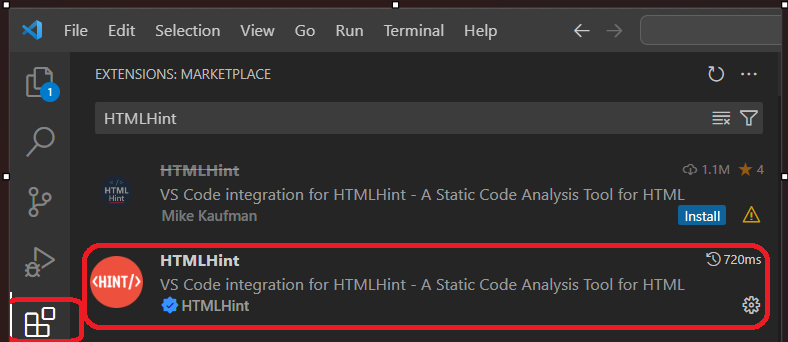 File Edit Selection View Go Run Terminal Help
EXTENSIONS: MARKETPLACE
1
HTMLHint
HTMLHint 1.1M 4
HTML
Hint
VS Code integration for HTMLHint - A Static Code Analysis Tool for HTML
Mike Kaufman
Install
HTMLHint 720ms
<HINT/>
VS Code integration for HTMLHint - A Static Code Analysis Tool for HTML
HTMLHint